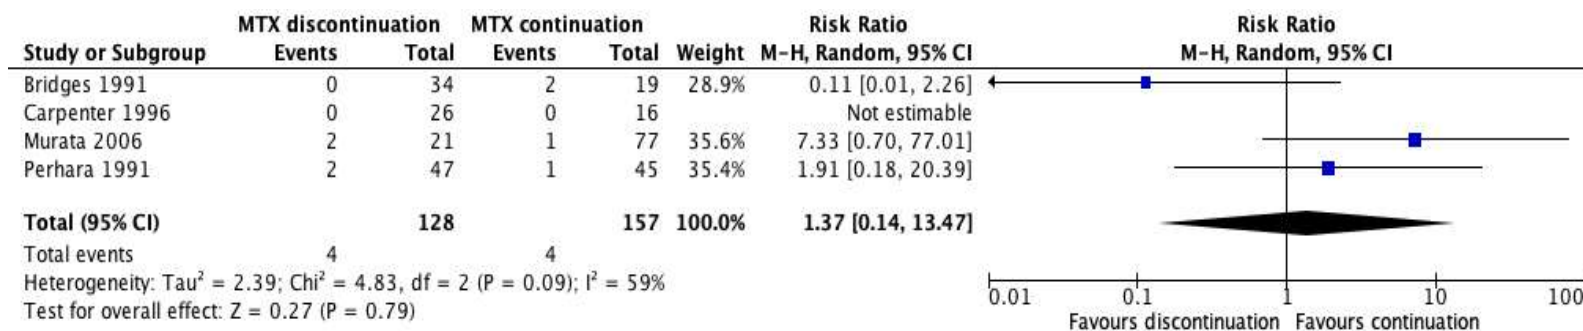 MTX discontinuation MTX continuation Risk Ratio Risk Ratio
Study or Subgroup Events Total Events Total Weight M-H, Random, 95% CI M-H, Random, 95% CI
Bridges 1991 0 34 2 19 28.9% 0.11 [0.01, 2.26]
Carpenter 1996 0 26 0 16 Not estimable
Murata 2006 2 21 1 77 35.6% 7.33 [0.70, 77.01]
Perhara 1991 2 47 1 45 35.4% 1.91 [0.18, 20.39]
Total (95% CI) 128 157 100.0% 1.37 [0.14, 13.47]
Total events 4 4
Heterogeneity: Tau² = 2.39; Chi² = 4.83, df = 2 (P = 0.09); I² = 59%
Test for overall effect: Z = 0.27 (P = 0.79)
0.01 0.1 1 10 100
Favours discontinuation Favours continuation